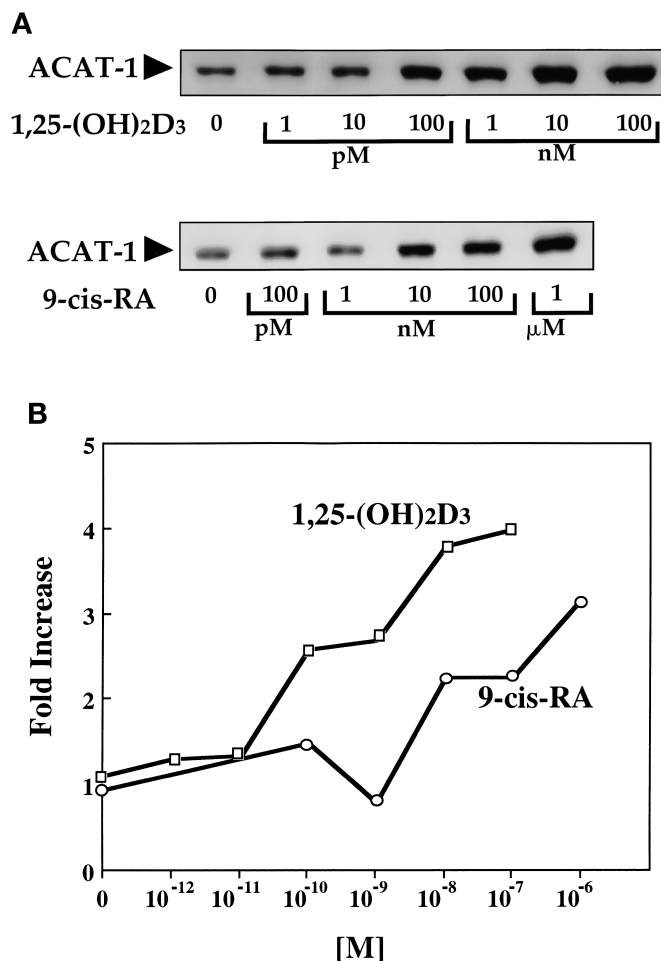 A
ACAT-1
1,25-(OH)2D3 0 1 10 100 1 10 100
pM nM
ACAT-1
9-cis-RA 0 100 1 10 100 1
pM nM μM
B
5
4
3
2
1
0
Fold Increase
1,25-(OH)2D3
9-cis-RA
0 10-12 10-11 10-10 10-9 10-8 10-7 10-6
[M]